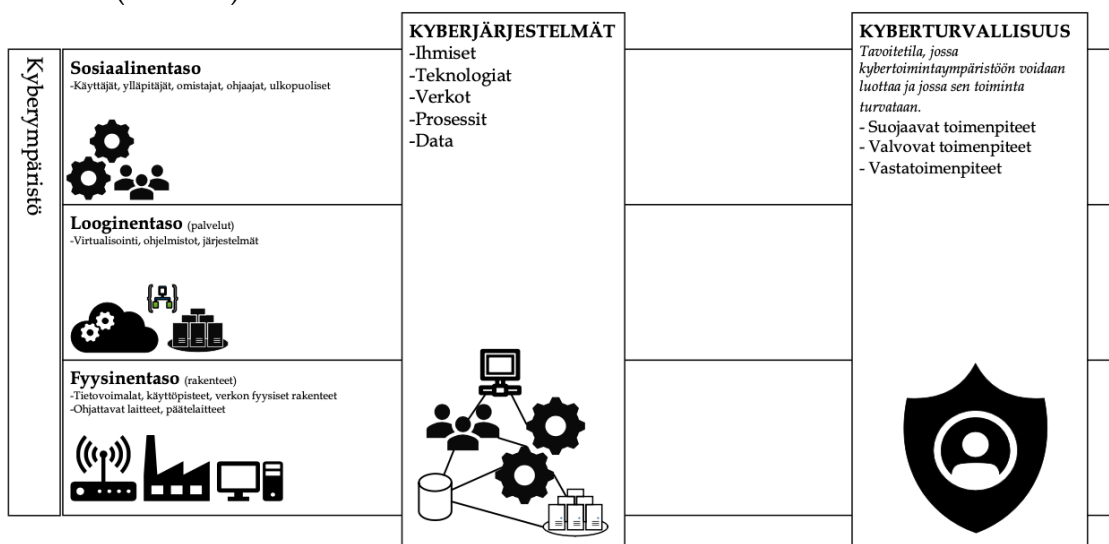 Kyberympäristö
Sosiaalinentaso
-Käyttäjät, ylläpitäjät, omistajat, ohjaajat, ulkopuoliset
Looginentaso (palvelut)
-Virtualisointi, ohjelmistot, järjestelmät
Fyysinentaso (rakenteet)
-Tietovoimalat, käyttöpisteet, verkon fyysiset rakenteet
-Ohjattavat laitteet, päätelaitteet
KYBERJÄRJESTELMÄT
-Ihmiset
-Teknologiat
-Verkot
-Prosessit
-Data
KYBERTURVALLISUUS
Tavoitetila, jossa
kybertoimintaympäristöön voidaan
luottaa ja jossa sen toiminta
turvataan.
- Suojaavat toimenpiteet
- Valvovat toimenpiteet
- Vastatoimenpiteet